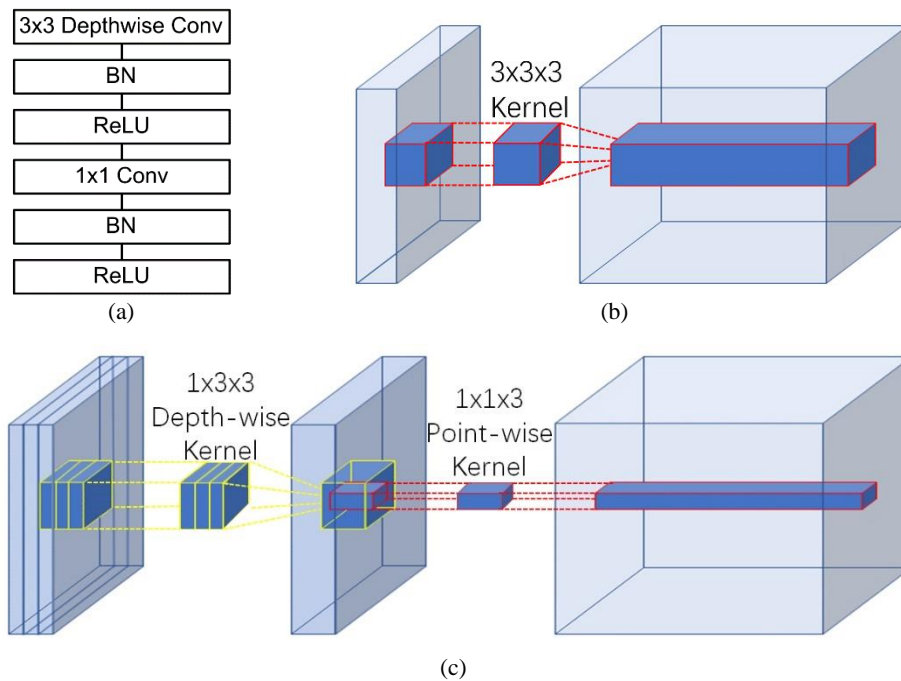 3x3 Depthwise Conv
BN
ReLU
1x1 Conv
BN
ReLU
(a)
3x3x3
Kernel
(b)
1x3x3
Depth-wise
Kernel
1x1x3
Point-wise
Kernel
(c)